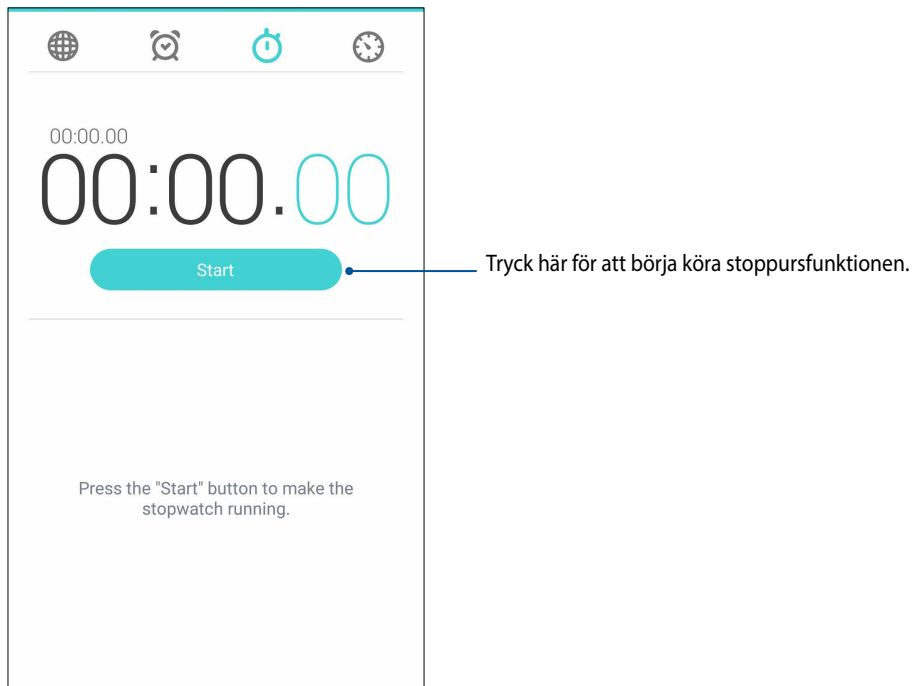 00:00.00
00:00.00
Start
Tryck här för att börja köra stoppursfunktionen.
Press the "Start" button to make the
stopwatch running.